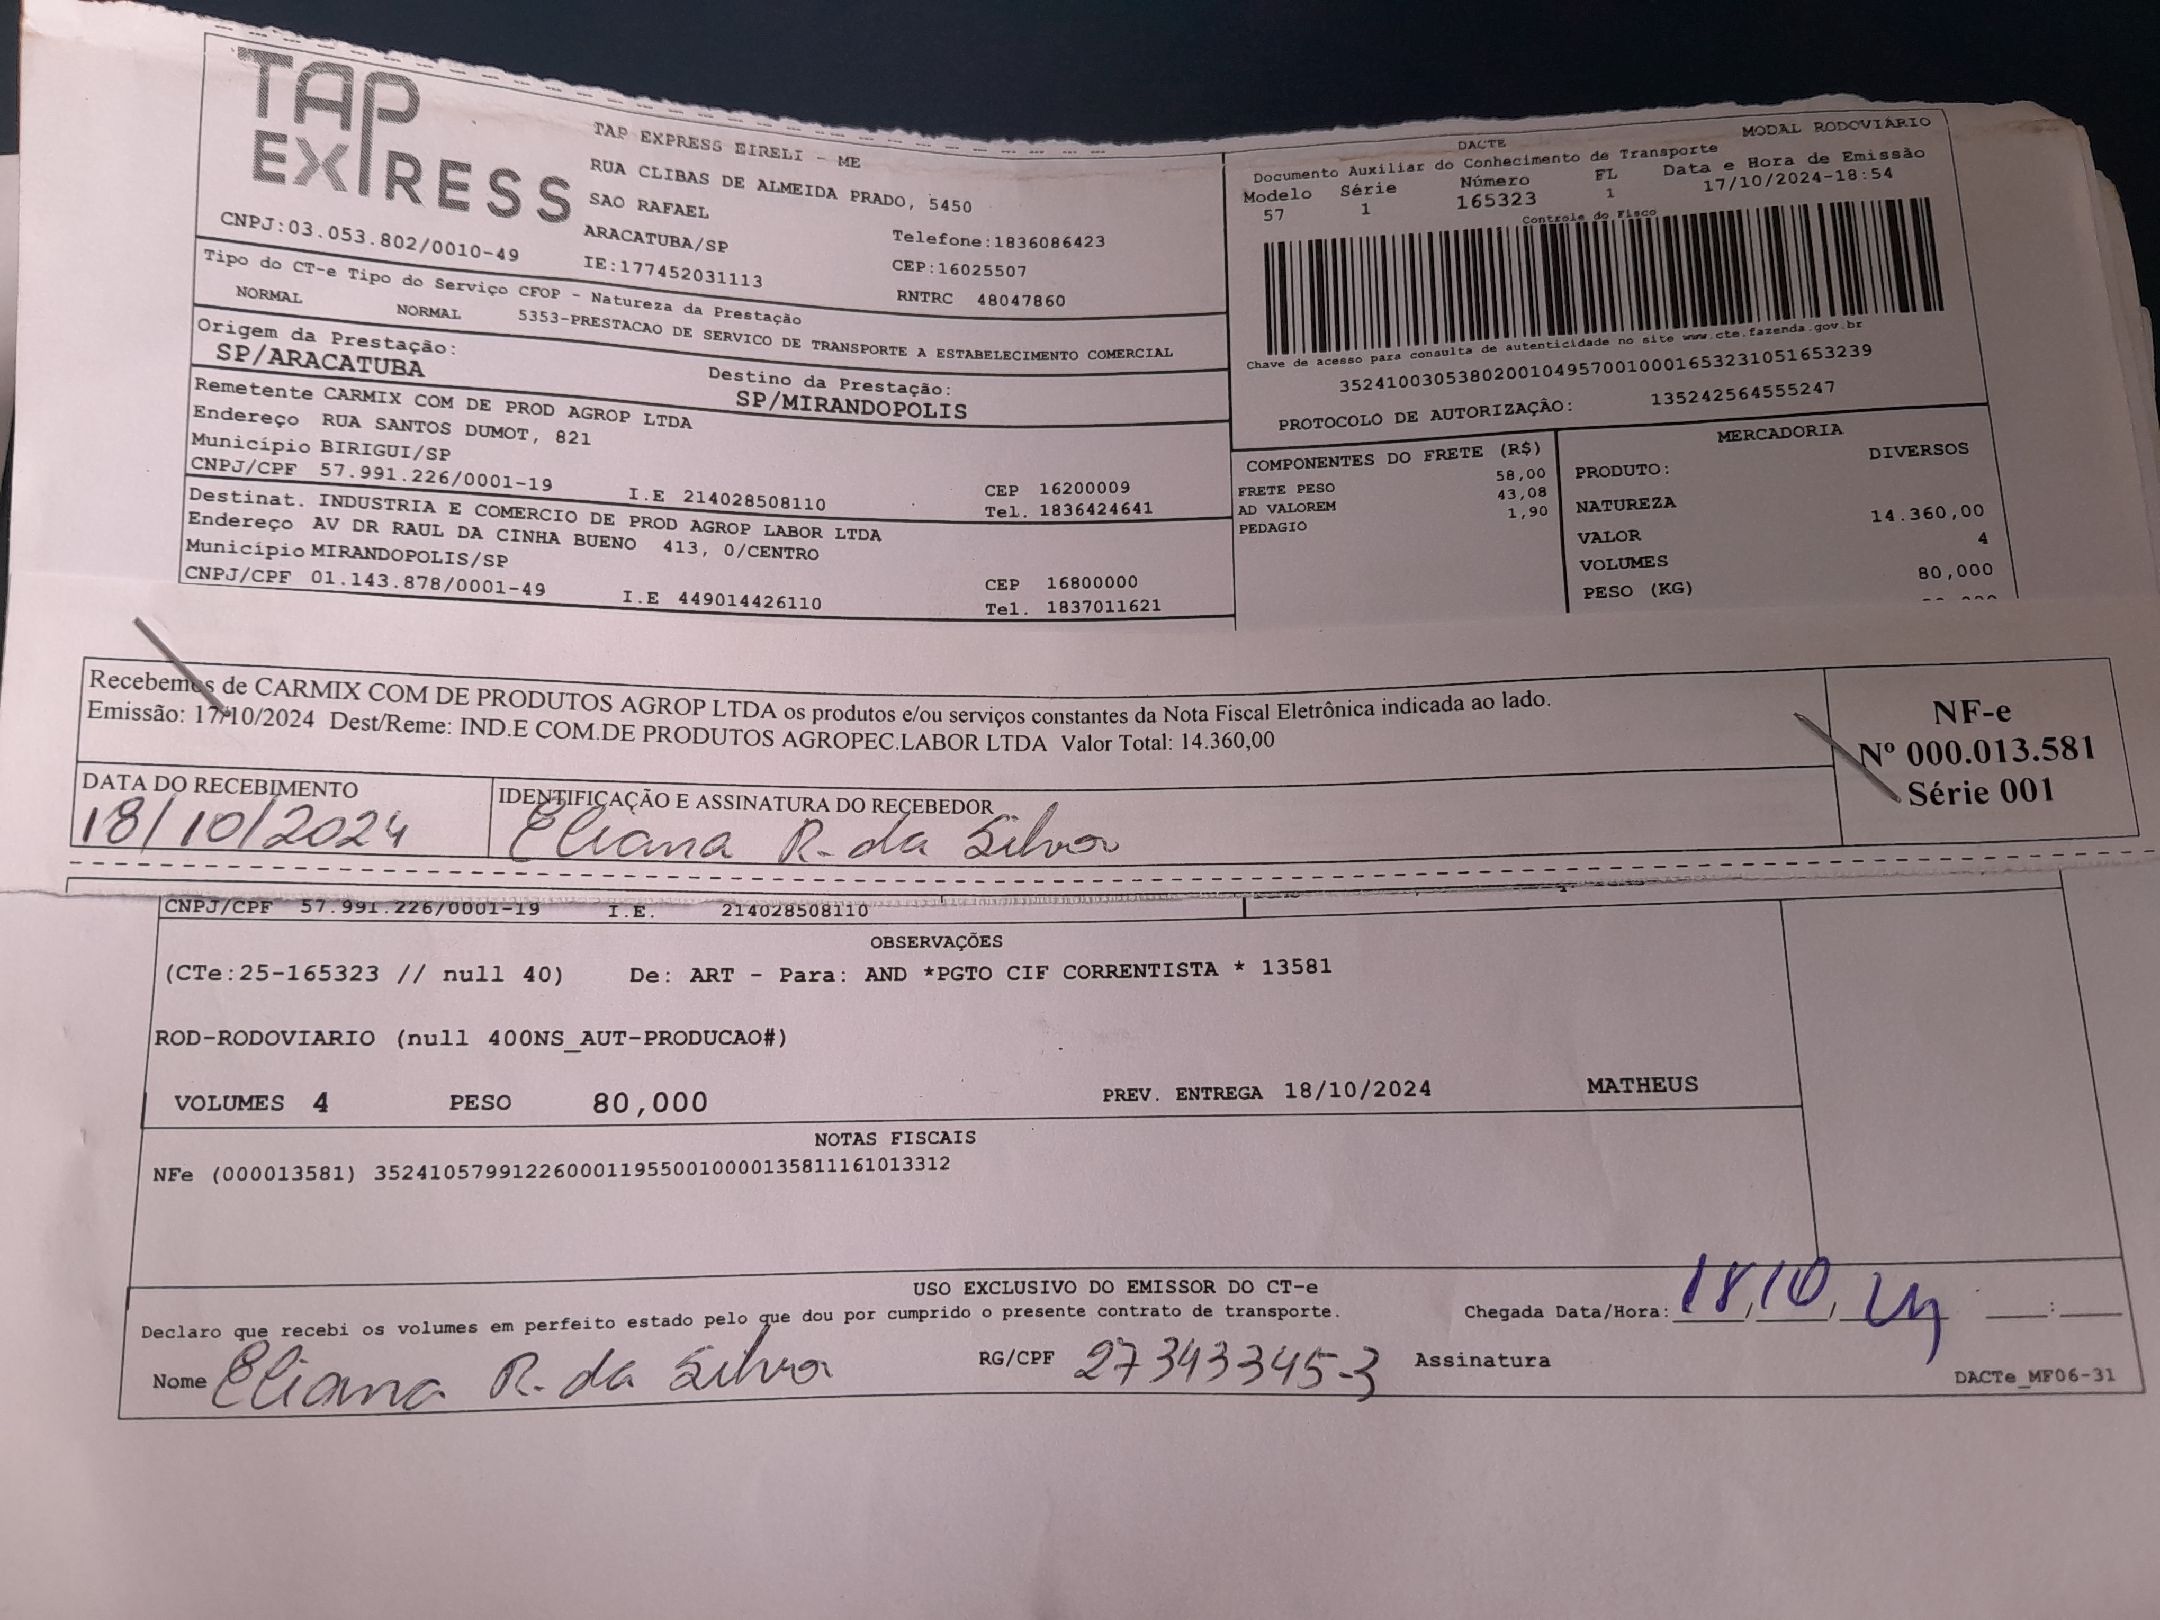 TAP
EXPRESS
TAP EXPRESS EIRELI - ME
RUA CLIBAS DE ALMEIDA PRADO, 5450
SAO RAFAEL
ARACATUBA/SP
Telefone:1836086423
CNPJ:03.053.802/0010-49
IE:177452031113
CEP:16025507
RNTRC 48047860
Tipo do CT-e Tipo do Serviço CFOP - Natureza da Prestação
NORMAL NORMAL 5353-PRESTACAO DE SERVICO DE TRANSPORTE A ESTABELECIMENTO COMERCIAL
Origem da Prestação:
SP/ARACATUBA
Destino da Prestação:
SP/MIRANDOPOLIS
Remetente CARMIX COM DE PROD AGROP LTDA
Endereço RUA SANTOS DUMOT, 821
Município BIRIGUI/SP
CEP 16200009
CNPJ/CPF 57.991.226/0001-19 I.E 214028508110 Tel. 1836424641
Destinat. INDUSTRIA E COMERCIO DE PROD AGROP LABOR LTDA
Endereço AV DR RAUL DA CINHA BUENO 413, 0/CENTRO
Município MIRANDOPOLIS/SP
CEP 16800000
CNPJ/CPF 01.143.878/0001-49 I.E 449014426110 Tel. 1837011621
DACTE MODAL RODOVIÁRIO
Documento Auxiliar do Conhecimento de Transporte
Modelo Série Número FL Data e Hora de Emissão
57 1 165323 1 17/10/2024-18:54
Controle do Fisco
Chave de acesso para consulta de autenticidade no site www.cte.fazenda.gov.br
35241003053802001049570010001653231051653239
PROTOCOLO DE AUTORIZAÇÃO: 135242564555247
COMPONENTES DO FRETE (R$)
FRETE PESO 58,00
AD VALOREM 43,08
PEDAGIO 1,90
MERCADORIA
PRODUTO: DIVERSOS
NATUREZA
VALOR 14.360,00
VOLUMES 4
PESO (KG) 80,000
Recebemos de CARMIX COM DE PRODUTOS AGROP LTDA os produtos e/ou serviços constantes da Nota Fiscal Eletrônica indicada ao lado.
Emissão: 17/10/2024 Dest/Reme: IND.E COM.DE PRODUTOS AGROPEC.LABOR LTDA Valor Total: 14.360,00
NF-e
Nº 000.013.581
Série 001
DATA DO RECEBIMENTO
18/10/2024
IDENTIFICAÇÃO E ASSINATURA DO RECEBEDOR
Eliana R. da Silva
CNPJ/CPF 57.991.226/0001-19 I.E. 214028508110
OBSERVAÇÕES
(CTe:25-165323 // null 40) De: ART - Para: AND *PGTO CIF CORRENTISTA * 13581
ROD-RODOVIARIO (null 400NS_AUT-PRODUCAO#)
VOLUMES 4 PESO 80,000 PREV. ENTREGA 18/10/2024 MATHEUS
NOTAS FISCAIS
NFe (000013581) 35241057991226000119550010000135811161013312
USO EXCLUSIVO DO EMISSOR DO CT-e
Declaro que recebi os volumes em perfeito estado pelo que dou por cumprido o presente contrato de transporte.
Chegada Data/Hora: 18/10/24 :
Nome Eliana R. da Silva RG/CPF 27343345-3 Assinatura
DACTe_MF06-31